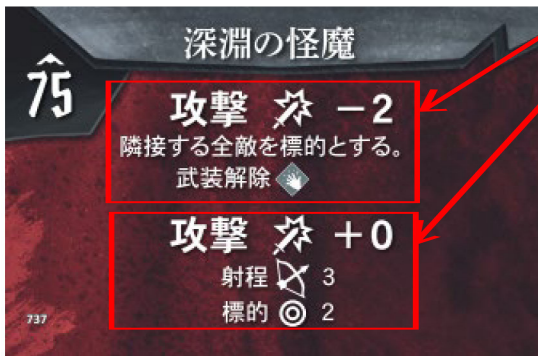 深淵の怪魔
75
攻撃 －2
隣接する全敵を標的とする。
武装解除
攻撃 ＋0
射程 3
標的 2
737